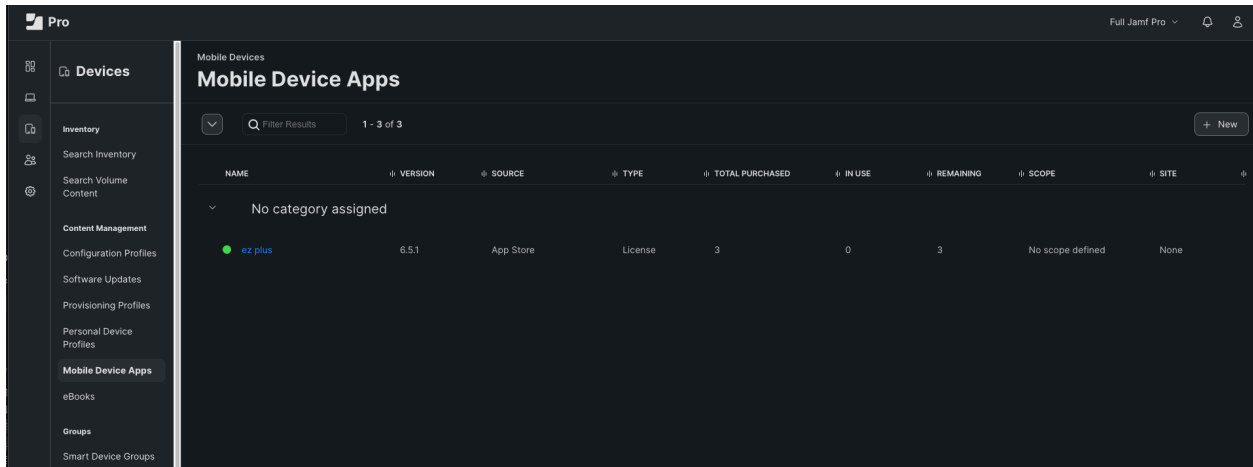 Pro
Full Jamf Pro
Devices
Inventory
Search Inventory
Search Volume
Content
Content Management
Configuration Profiles
Software Updates
Provisioning Profiles
Personal Device
Profiles
Mobile Device Apps
eBooks
Groups
Smart Device Groups
Mobile Devices
Mobile Device Apps
Filter Results
1 - 3 of 3
+ New
NAME VERSION SOURCE TYPE TOTAL PURCHASED IN USE REMAINING SCOPE SITE
No category assigned
ez plus 6.5.1 App Store License 3 0 3 No scope defined None